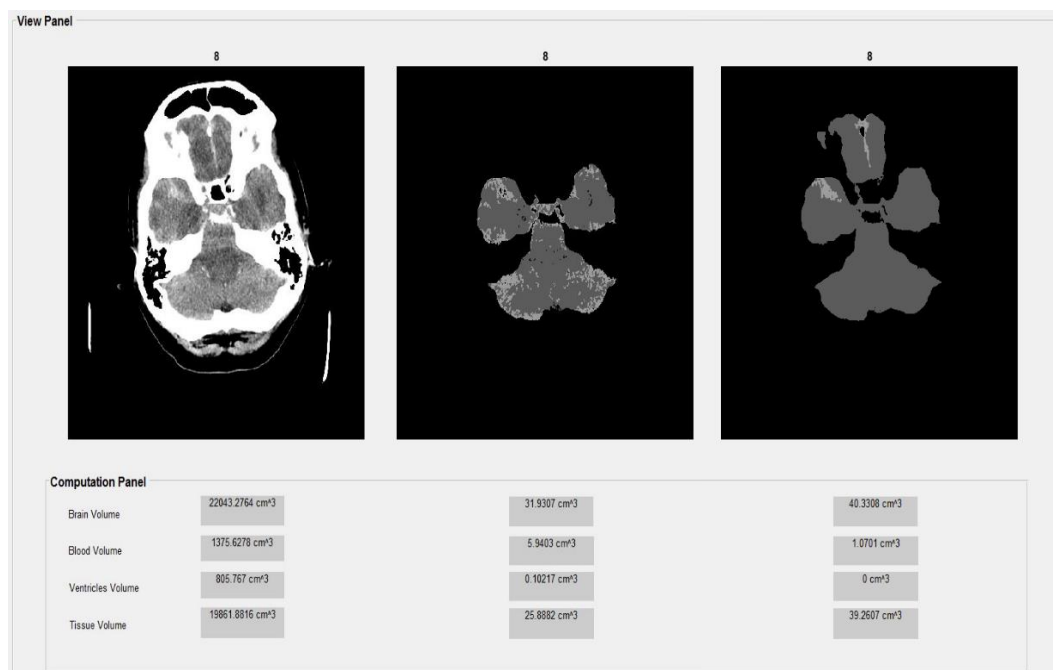 View Panel
8 8 8
Computation Panel
Brain Volume 22043.2764 cm^3 31.9307 cm^3 40.3308 cm^3
Blood Volume 1375.6278 cm^3 5.9403 cm^3 1.0701 cm^3
Ventricles Volume 805.767 cm^3 0.10217 cm^3 0 cm^3
Tissue Volume 19861.8816 cm^3 25.8882 cm^3 39.2607 cm^3